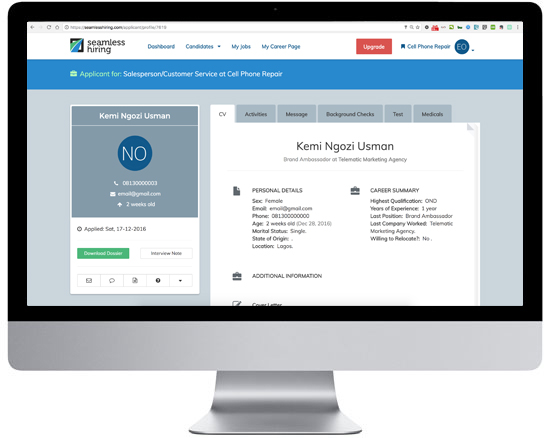 https://seamlesshiring.com/applicant/profile/7619
seamless hiring
Dashboard Candidates My Jobs My Career Page Upgrade Cell Phone Repair EO
Applicant for: Salesperson/Customer Service at Cell Phone Repair
Kemi Ngozi Usman
NO
08130000003
email@gmail.com
2 weeks old
Applied: Sat, 17-12-2016
Download Dossier Interview Note
CV Activities Message Background Checks Test Medicals
Kemi Ngozi Usman
Brand Ambassador at Telematic Marketing Agency
PERSONAL DETAILS
Sex: Female
Email: email@gmail.com
Phone: 081300000000
Age: 2 weeks old (Dec 28, 2016)
Marital Status: Single.
State of Origin: .
Location: Lagos.
CAREER SUMMARY
Highest Qualification: OND
Years of Experience: 1 year
Last Position: Brand Ambassador
Last Company Worked: Telematic
Marketing Agency.
Willing to Relocate?: No.
ADDITIONAL INFORMATION
Cover Letter